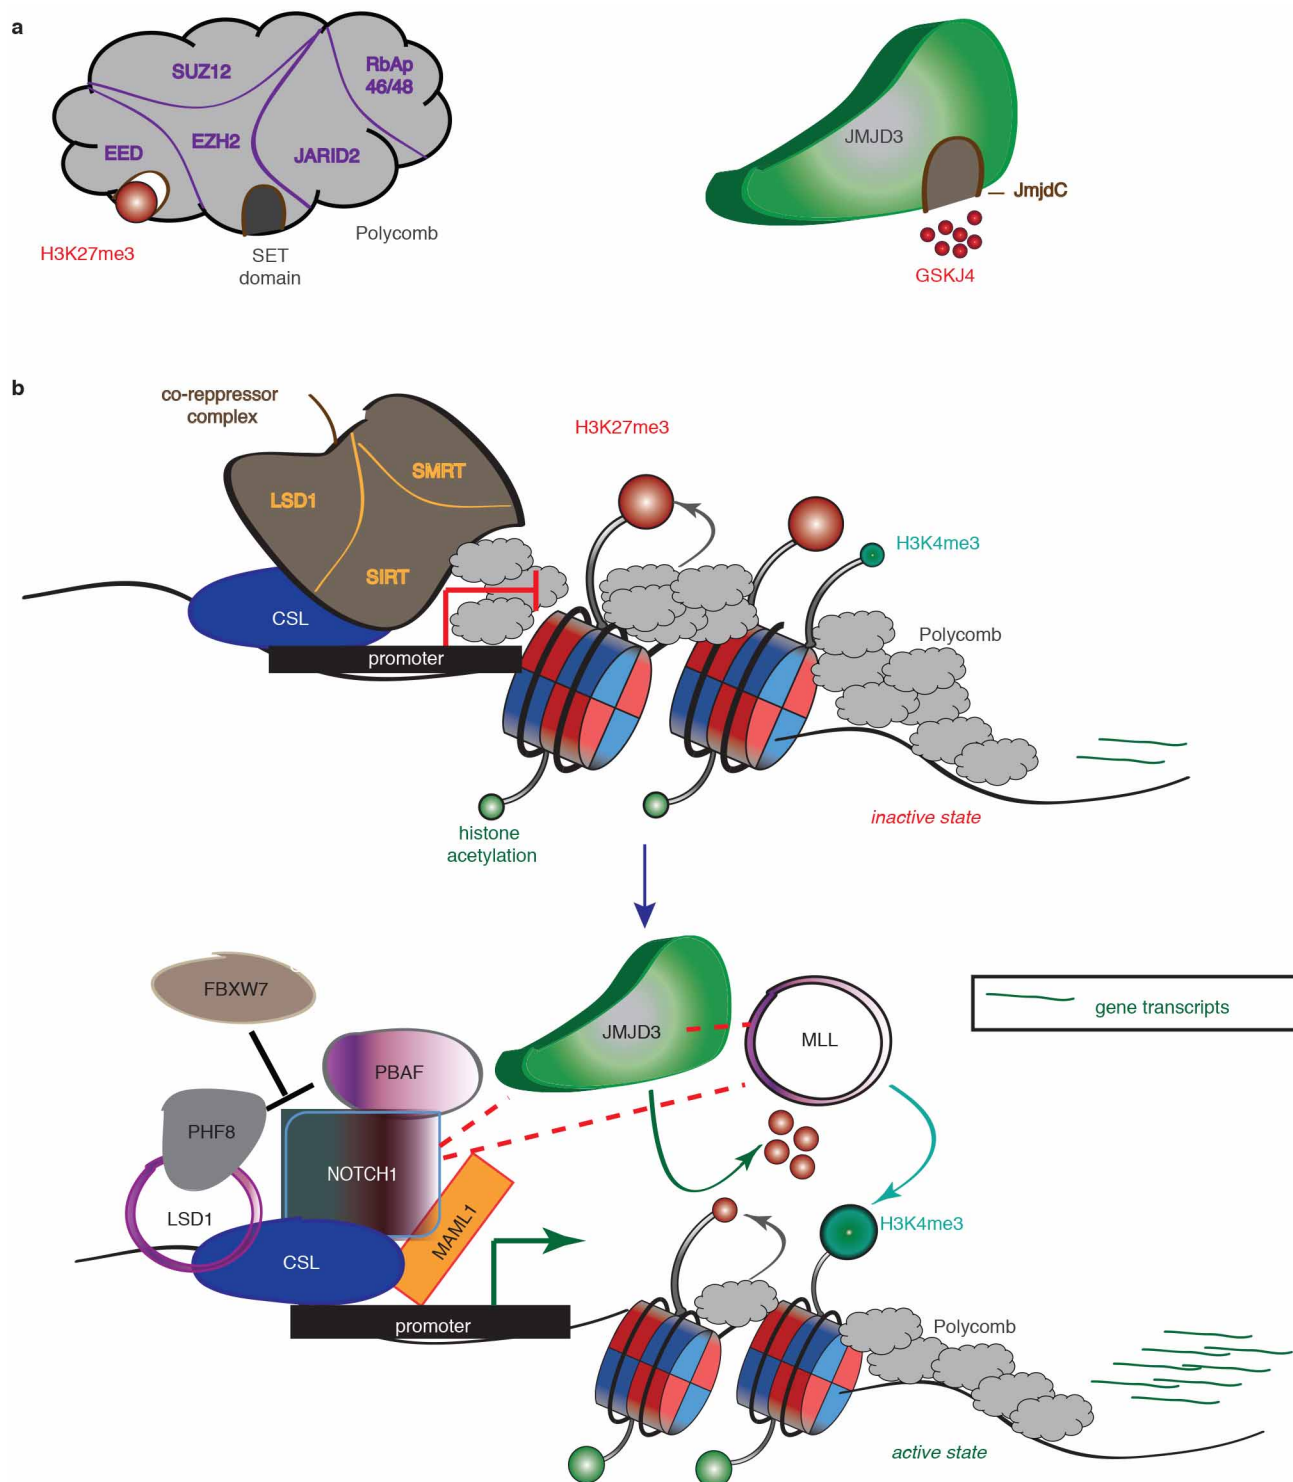 a
SUZ12
RbAp
46/48
EZH2
EED
JARID2
H3K27me3
SET
domain
Polycomb
JMJD3
JmjdC
GSKJ4
b
co-reppressor
complex
H3K27me3
SMRT
LSD1
H3K4me3
SIRT
CSL
Polycomb
promoter
inactive state
histone
acetylation
FBXW7
gene transcripts
JMJD3
MLL
PBAF
PHF8
NOTCH1
LSD1
MAML1
H3K4me3
CSL
promoter
Polycomb
active state